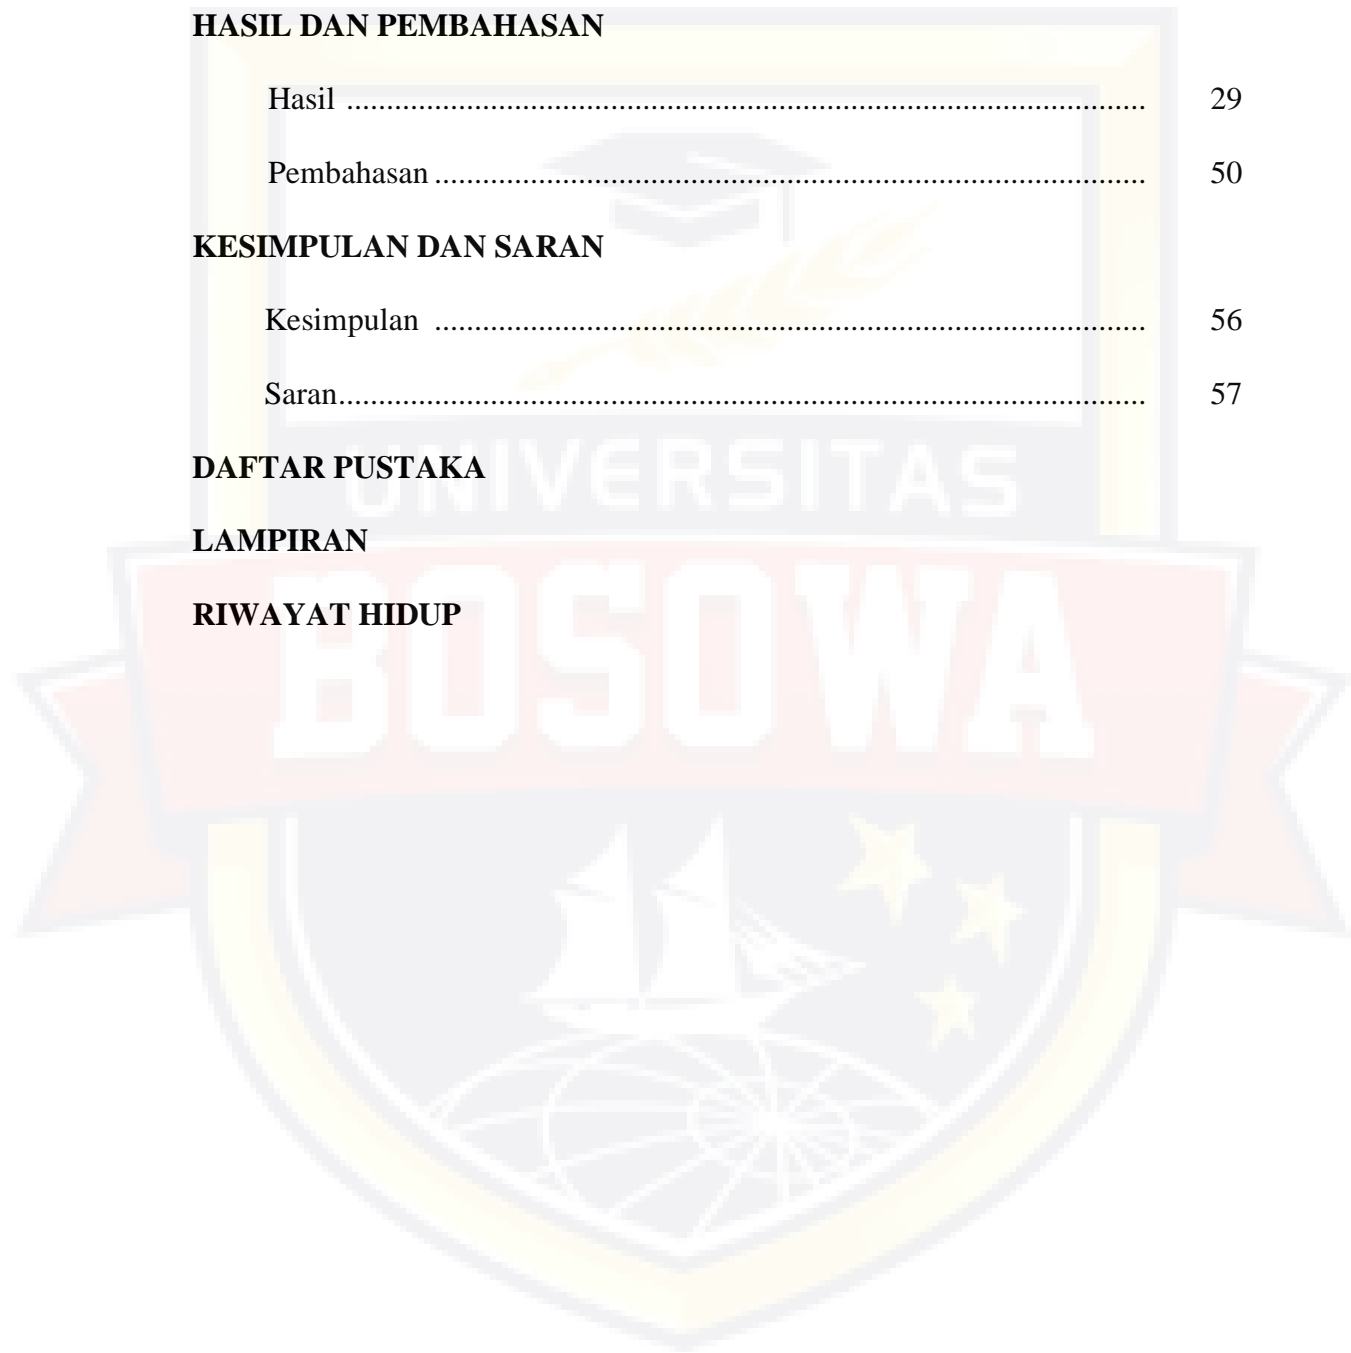 HASIL DAN PEMBAHASAN
Hasil .................................................................................................... 29
Pembahasan ......................................................................................... 50
KESIMPULAN DAN SARAN
Kesimpulan ......................................................................................... 56
Saran..................................................................................................... 57
UNIVERSITAS
DAFTAR PUSTAKA
LAMPIRAN
BOSOWA
RIWAYAT HIDUP